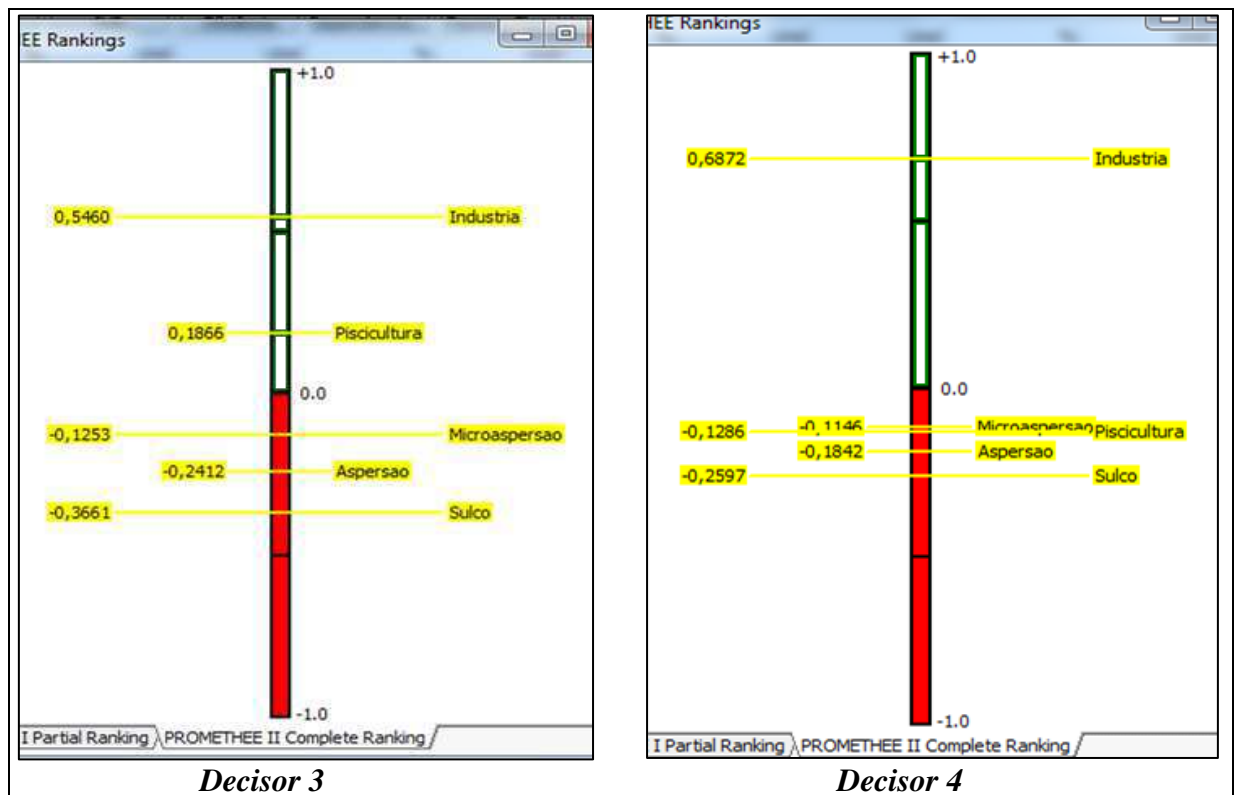 EE Rankings
+1.0
0,5460 Industria
0,1866 Piscicultura
0.0
-0,1253 Microaspersao
-0,2412 Aspersao
-0,3661 Sulco
-1.0
I Partial Ranking PROMETHEE II Complete Ranking
Decisor 3
HEE Rankings
+1.0
0,6872 Industria
0.0
-0,1146 Microaspersao
-0,1286 Piscicultura
-0,1842 Aspersao
-0,2597 Sulco
-1.0
I Partial Ranking PROMETHEE II Complete Ranking
Decisor 4